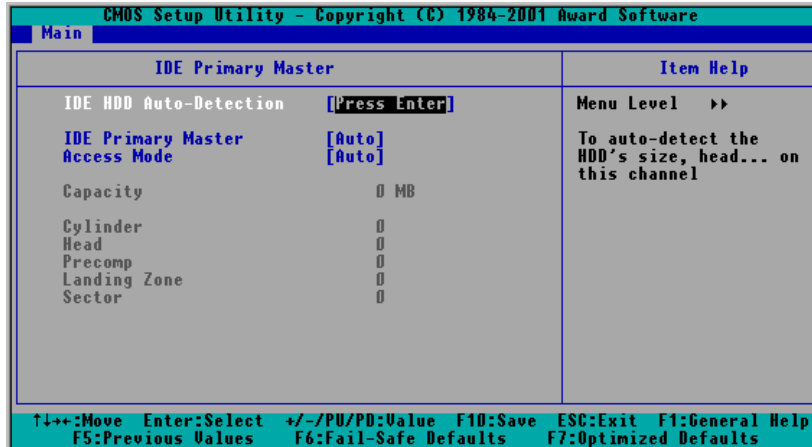 CMOS Setup Utility - Copyright (C) 1984-2001 Award Software
Main
IDE Primary Master
Item Help
IDE HDD Auto-Detection [Press Enter]
Menu Level ▸▸
IDE Primary Master [Auto]
To auto-detect the
Access Mode [Auto]
HDD's size, head... on
this channel
Capacity 0 MB
Cylinder 0
Head 0
Precomp 0
Landing Zone 0
Sector 0
↑↓→←:Move Enter:Select +/-/PU/PD:Value F10:Save ESC:Exit F1:General Help
F5:Previous Values F6:Fail-Safe Defaults F7:Optimized Defaults